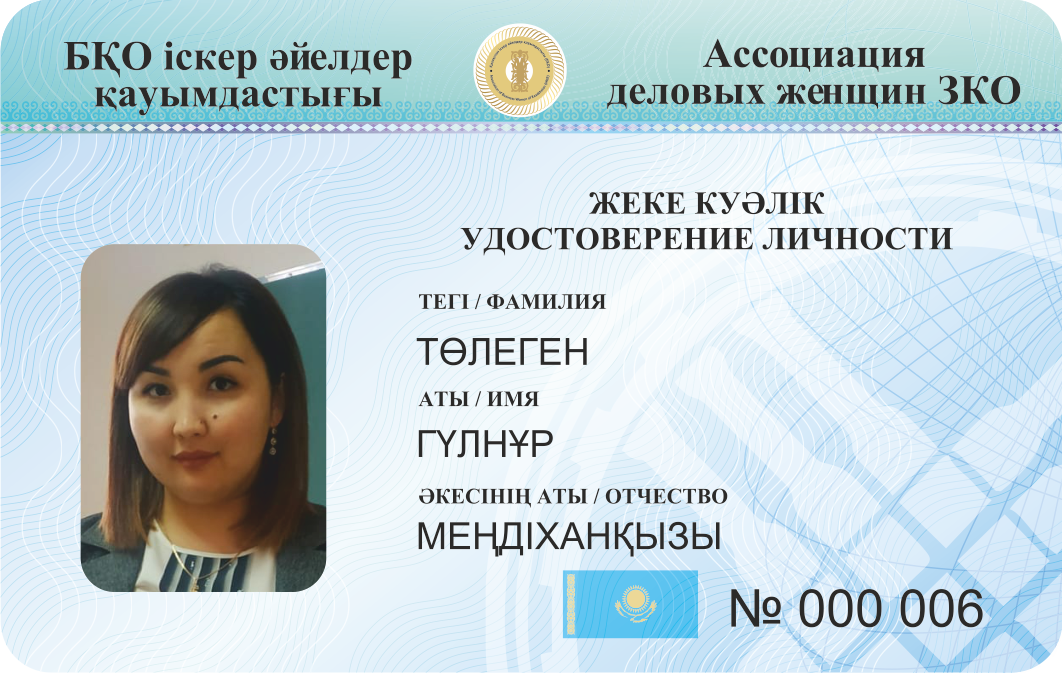 БҚО іскер әйелдер
қауымдастығы
Ассоциация
деловых женщин ЗКО
ЖЕКЕ КУӘЛІК
УДОСТОВЕРЕНИЕ ЛИЧНОСТИ
ТЕГІ / ФАМИЛИЯ
ТӨЛЕГЕН
АТЫ / ИМЯ
ГҮЛНҰР
ӘКЕСІНІҢ АТЫ / ОТЧЕСТВО
МЕҢДІХАНҚЫЗЫ
№ 000 006